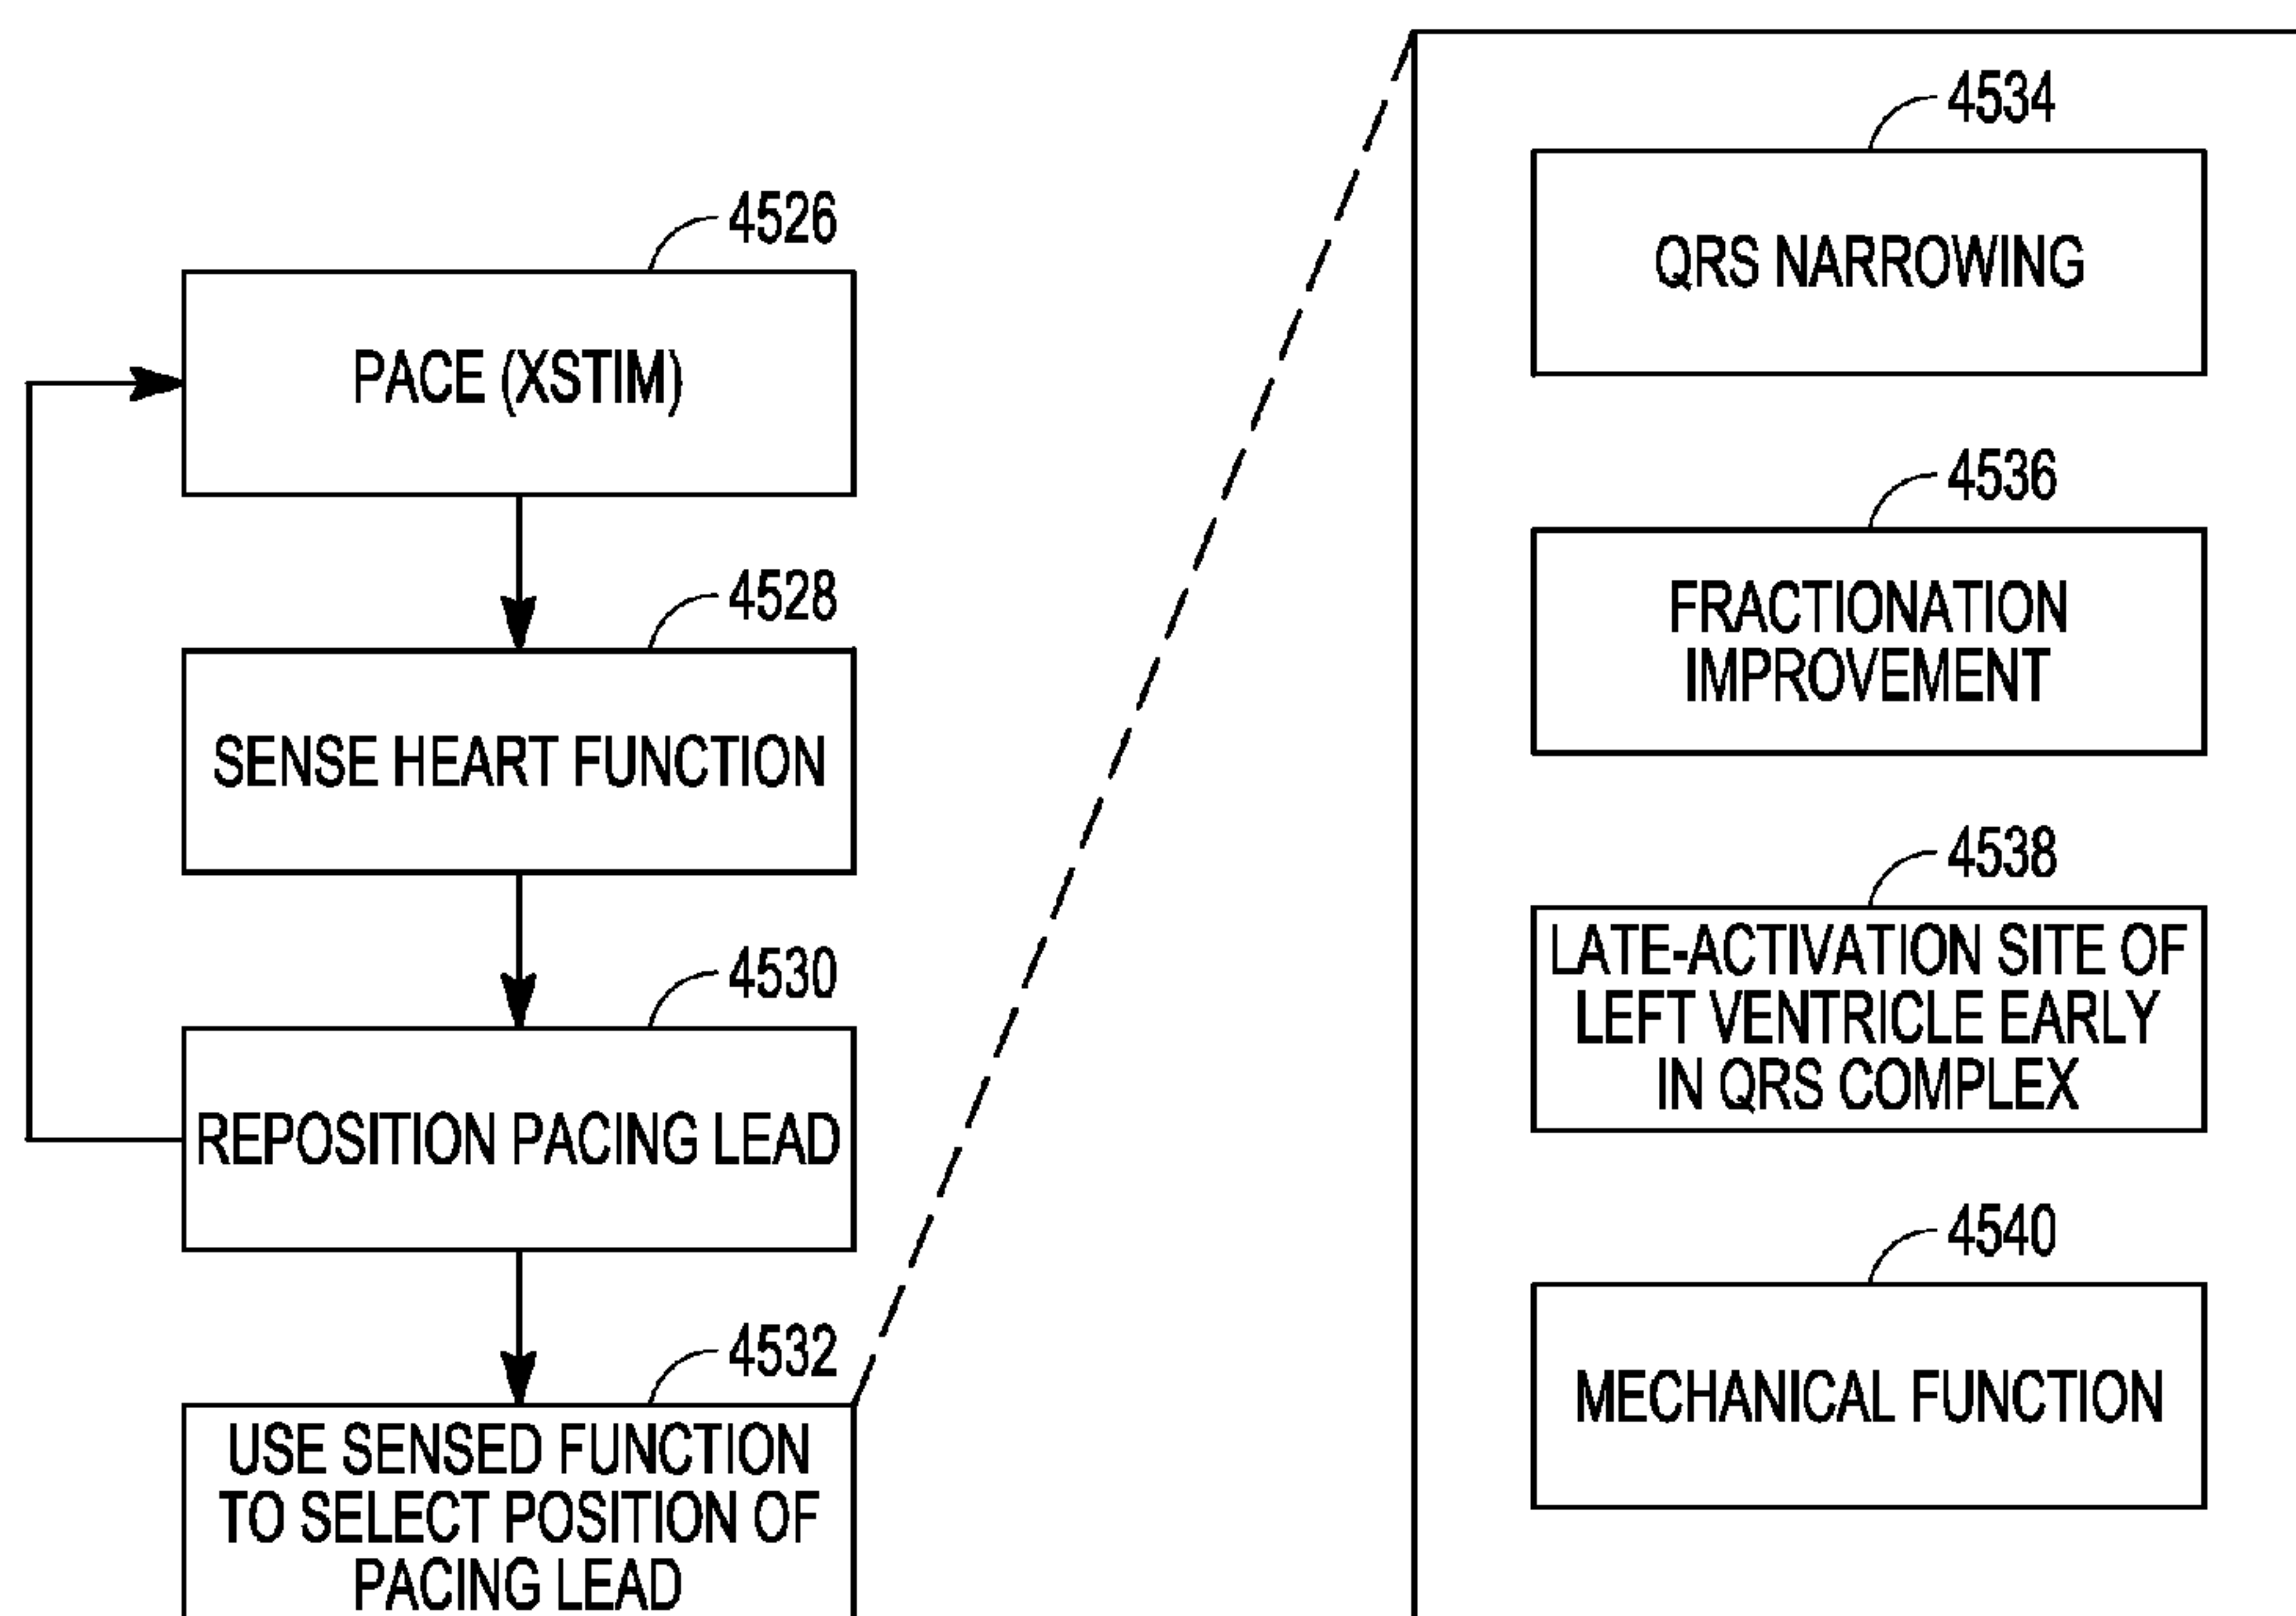 4526
PACE (XSTIM)
4528
SENSE HEART FUNCTION
4530
REPOSITION PACING LEAD
4532
USE SENSED FUNCTION
TO SELECT POSITION OF
PACING LEAD
4534
QRS NARROWING
4536
FRACTIONATION
IMPROVEMENT
4538
LATE-ACTIVATION SITE OF
LEFT VENTRICLE EARLY
IN QRS COMPLEX
4540
MECHANICAL FUNCTION